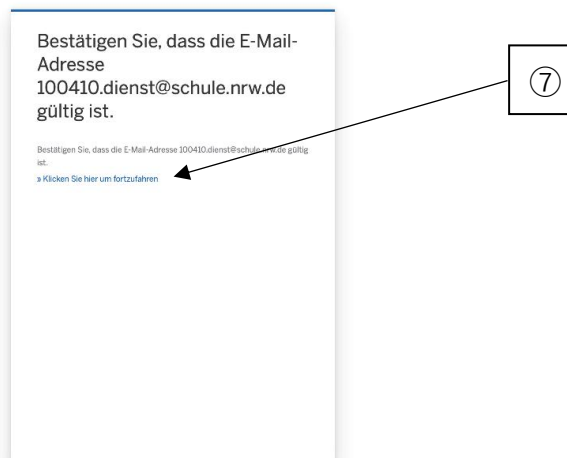 Bestätigen Sie, dass die E-Mail-
Adresse
100410.dienst@schule.nrw.de
gültig ist.
Bestätigen Sie, dass die E-Mail-Adresse 100410.dienst@schule.nrw.de gültig
ist.
» Klicken Sie hier um fortzufahren
⑦